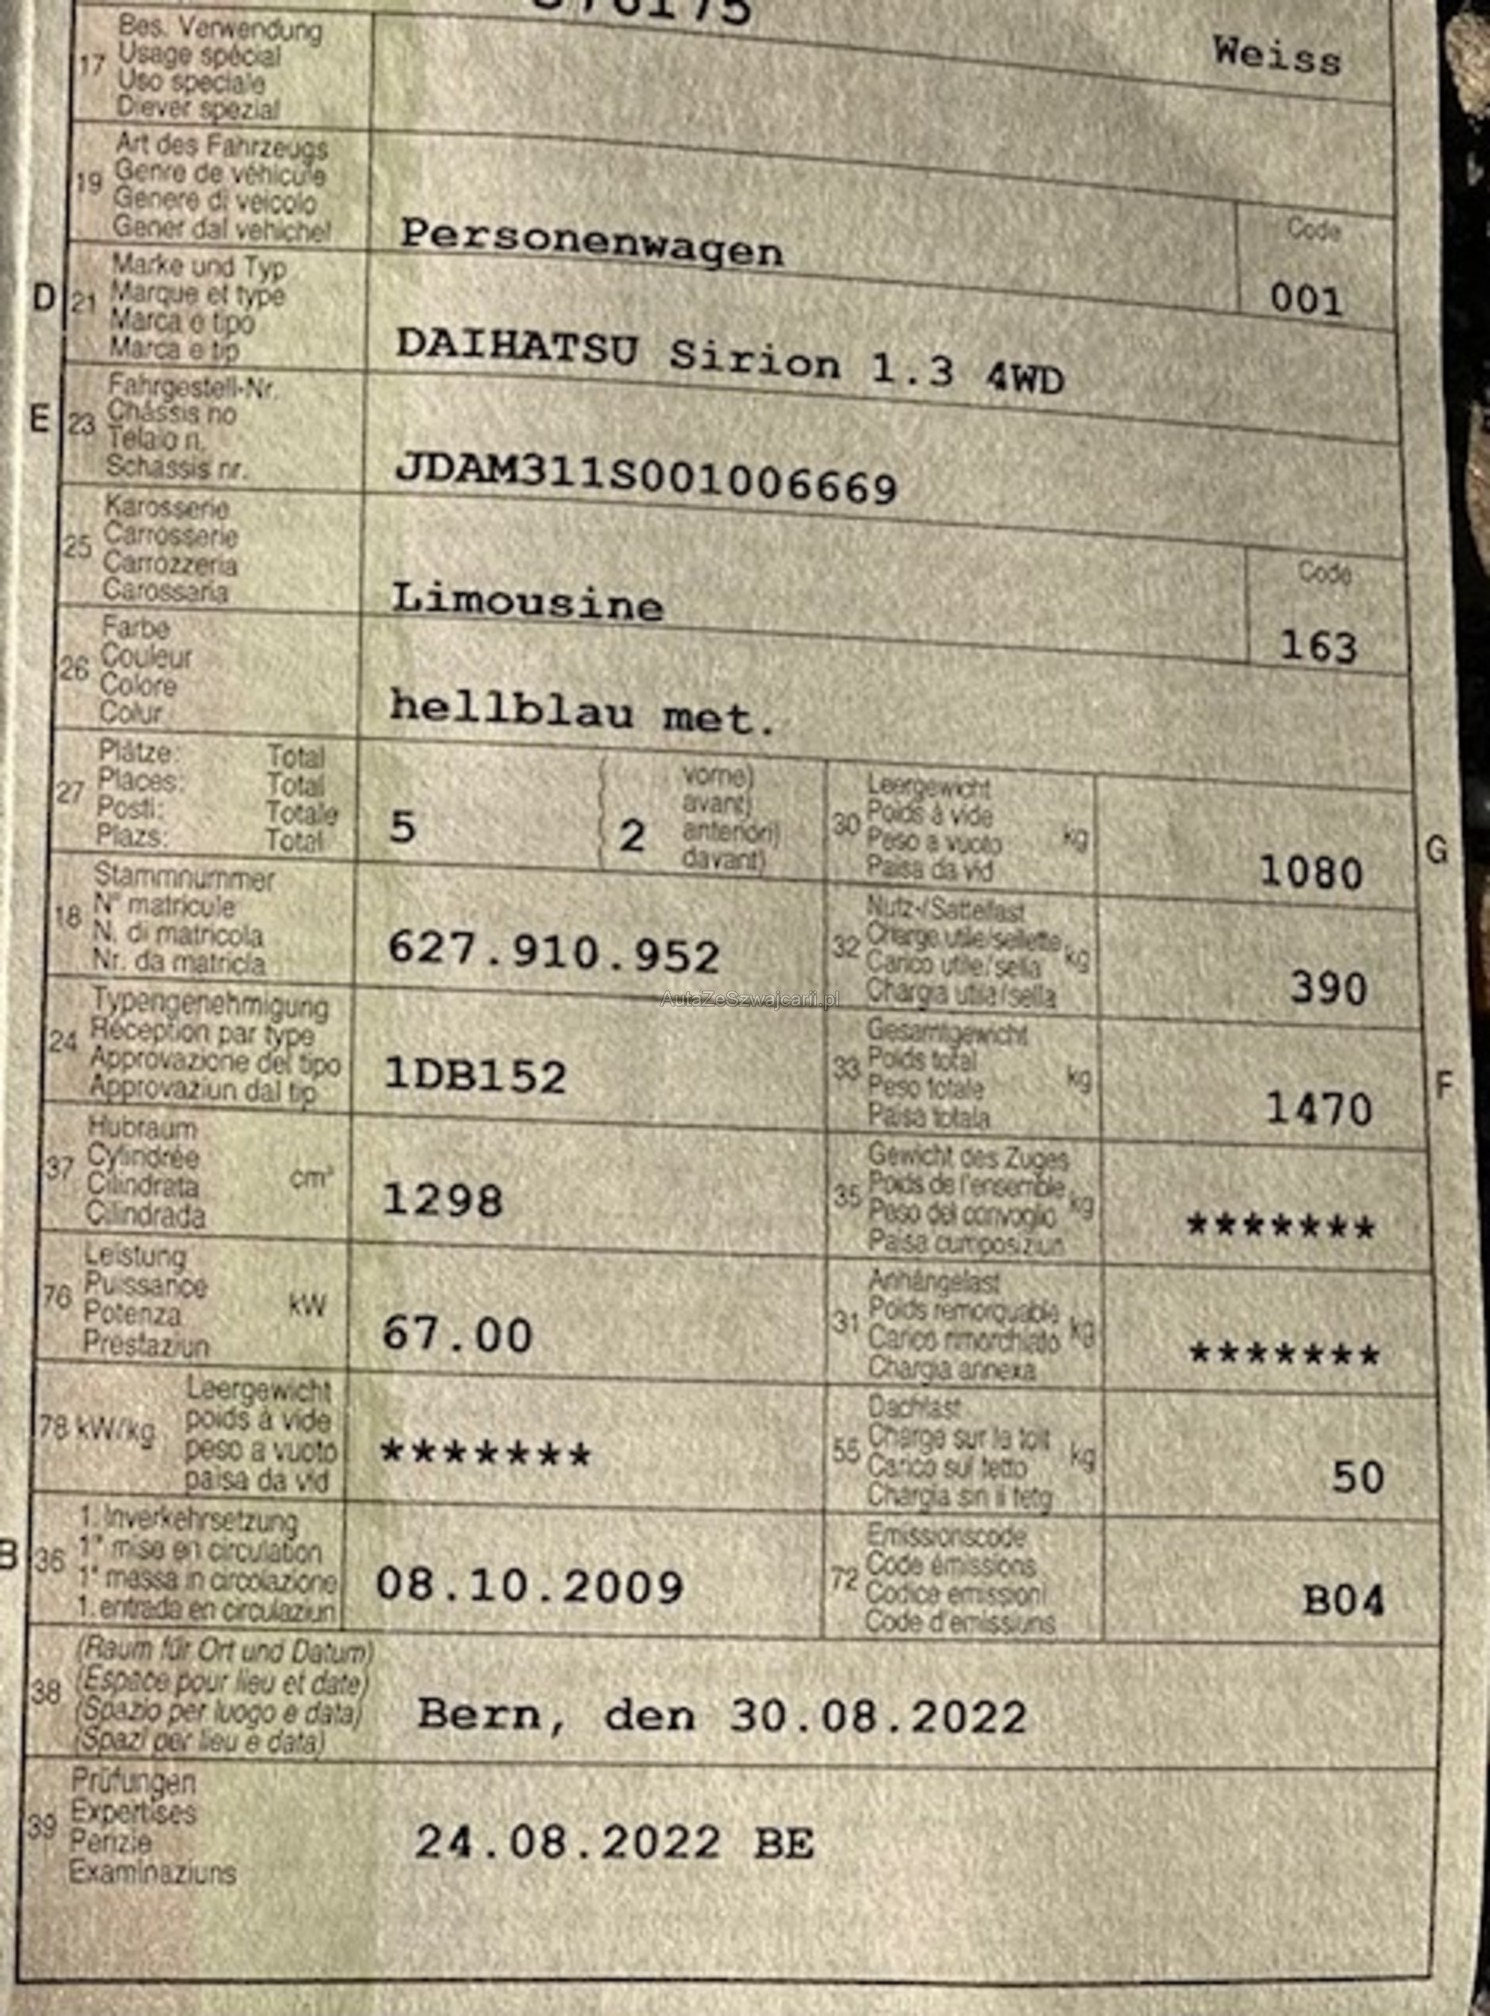 Weiss
17 Bes. Verwendung
Usage spécial
Uso speciale
Diever spezial
19 Art des Fahrzeugs
Genre de véhicule
Genere di veicolo
Gener dal vehichel
Personenwagen
Code
001
D 21 Marke und Typ
Marque et type
Marca e tipo
Marca e tip
DAIHATSU Sirion 1.3 4WD
E 23 Fahrgestell-Nr.
Châssis no
Telaio n.
Schassis nr.
JDAM311S001006669
25 Karosserie
Carrosserie
Carrozzeria
Carossaria
Limousine
Code
163
26 Farbe
Couleur
Colore
Colur
hellblau met.
27 Plätze: Total
Places: Total
Posti: Totale
Plazs: Total
5
2
vorne)
avant)
anteriori)
davant)
30 Leergewicht
Poids à vide
Peso a vuoto kg
Paisa da vid
1080
G
18 Stammnummer
N° matricule
N. di matricola
Nr. da matricla
627.910.952
32 Nutz-/Sattellast
Charge utile/sellette kg
Carico utile/sella
Chargia utila/sella
390
AutaZeSzwajcarii.pl
24 Typengenehmigung
Réception par type
Approvazione del tipo
Approvaziun dal tip
1DB152
33 Gesamtgewicht
Poids total
Peso totale kg
Paisa totala
1470
F
37 Hubraum
Cylindrée
Cilindrata cm³
Cilindrada
1298
35 Gewicht des Zuges
Poids de l'ensemble kg
Peso del convoglio
Paisa cumposiziun
*******
76 Leistung
Puissance
Potenza kW
Prestaziun
67.00
31 Anhängelast
Poids remorquable
Carico rimorchiato kg
Chargia annexa
*******
78 kW/kg Leergewicht
poids à vide
peso a vuoto
paisa da vid
*******
55 Dachlast
Charge sur le toit
Carico sul tetto kg
Chargia sin il tetg
50
B 36 1. Inverkehrsetzung
1re mise en circulation
1a messa in circolazione
1. entrada en circulaziun
08.10.2009
72 Emissionscode
Code émissions
Codice emissioni
Code d'emissiuns
B04
38 (Raum für Ort und Datum)
(Espace pour lieu et date)
(Spazio per luogo e data)
(Spazi per lieu e data)
Bern, den 30.08.2022
39 Prüfungen
Expertises
Perizie
Examinaziuns
24.08.2022 BE